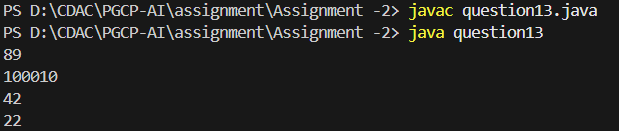 PS D:\CDAC\PGCP-AI\assignment\Assignment -2> javac question13.java
PS D:\CDAC\PGCP-AI\assignment\Assignment -2> java question13
89
100010
42
22